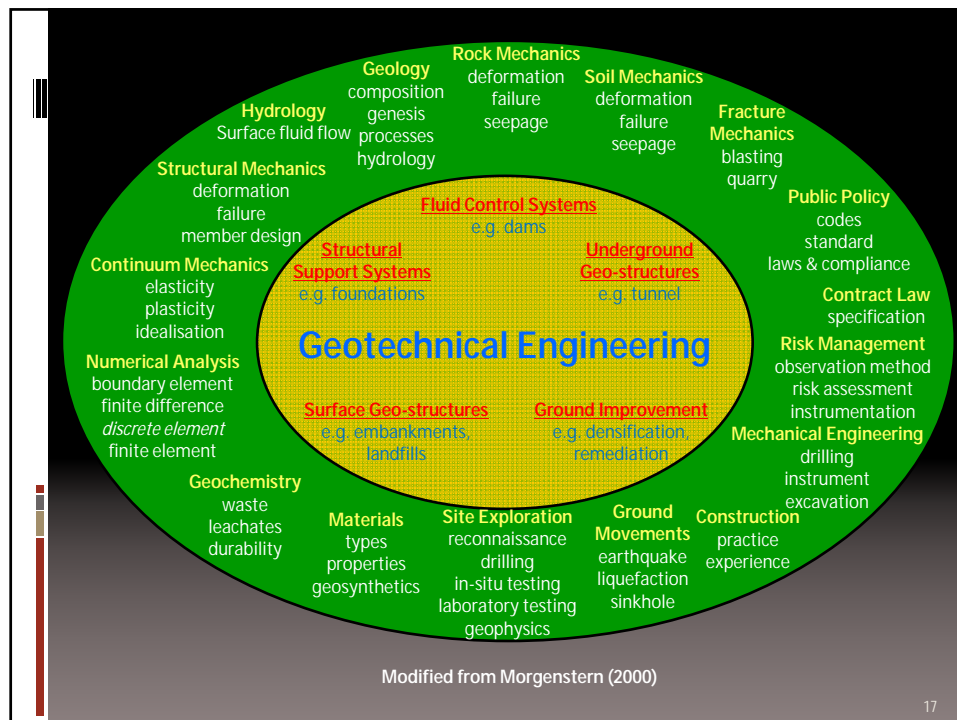 Rock Mechanics
deformation
failure
seepage
Geology
composition
genesis
processes
hydrology
Soil Mechanics
deformation
failure
seepage
Hydrology
Surface fluid flow
Fracture
Mechanics
blasting
quarry
Structural Mechanics
deformation
failure
member design
Public Policy
codes
standard
laws & compliance
Continuum Mechanics
elasticity
plasticity
idealisation
Contract Law
specification
Numerical Analysis
boundary element
finite difference
discrete element
finite element
Risk Management
observation method
risk assessment
instrumentation
Mechanical Engineering
drilling
instrument
excavation
Fluid Control Systems
e.g. dams
Structural
Support Systems
e.g. foundations
Underground
Geo-structures
e.g. tunnel
Geotechnical Engineering
Surface Geo-structures
e.g. embankments,
landfills
Ground Improvement
e.g. densification,
remediation
Geochemistry
waste
leachates
durability
Materials
types
properties
geosynthetics
Site Exploration
reconnaissance
drilling
in-situ testing
laboratory testing
geophysics
Ground
Movements
earthquake
liquefaction
sinkhole
Construction
practice
experience
Modified from Morgenstern (2000)
17